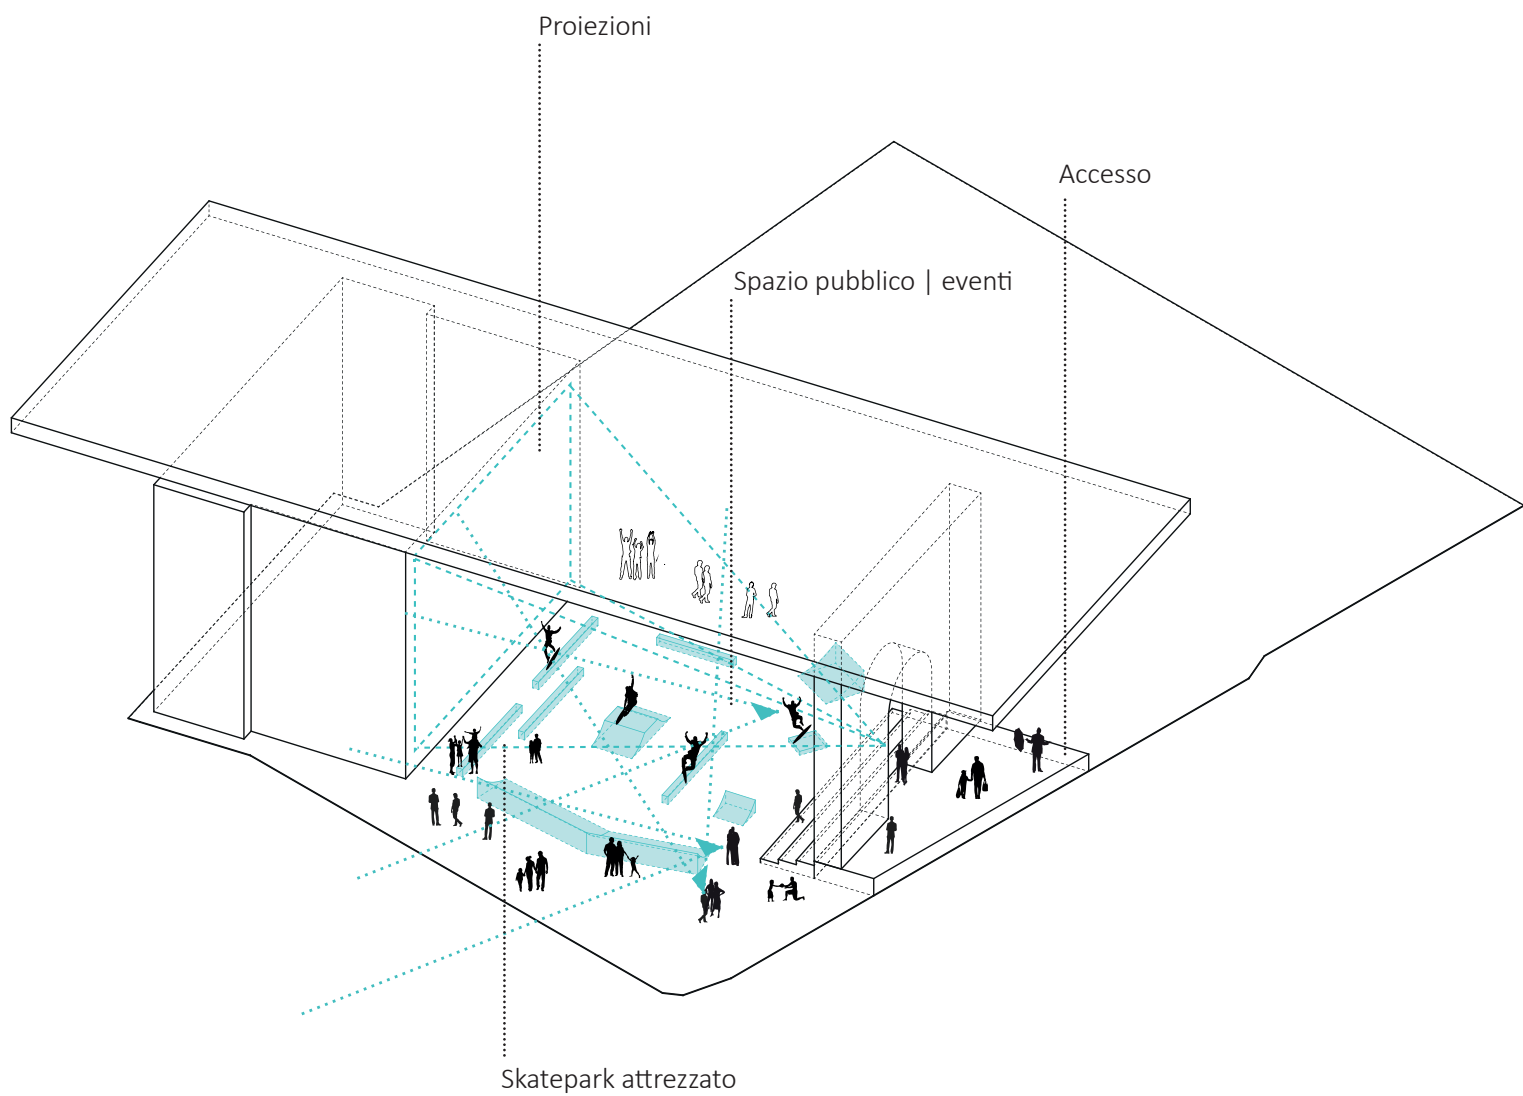 Proiezioni
Accesso
Spazio pubblico | eventi
Skatepark attrezzato